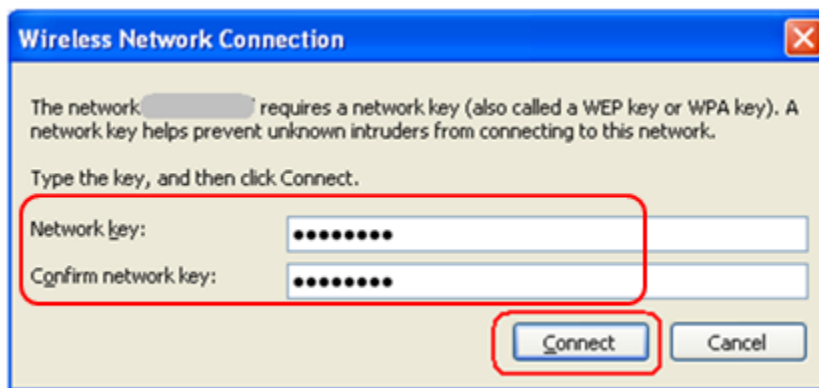 Wireless Network Connection
The network requires a network key (also called a WEP key or WPA key). A
network key helps prevent unknown intruders from connecting to this network.
Type the key, and then click Connect.
Network key: ●●●●●●●●
Confirm network key: ●●●●●●●●
Connect Cancel